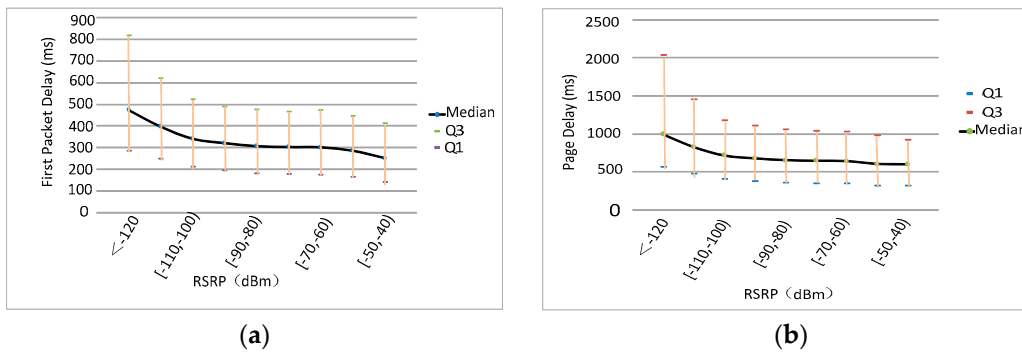 900
800
700
600
500
400
300
200
100
0
First Packet Delay (ms)
<-120
[-110,-100)
[-90,-80)
[-70,-60)
[-50,-40)
RSRP（dBm）
Median
Q3
Q1
(a)
2500
2000
1500
1000
500
0
Page Delay (ms)
<-120
[-110,-100)
[-90,-80)
[-70,-60)
[-50,-40)
RSRP（dBm）
Q1
Q3
Median
(b)